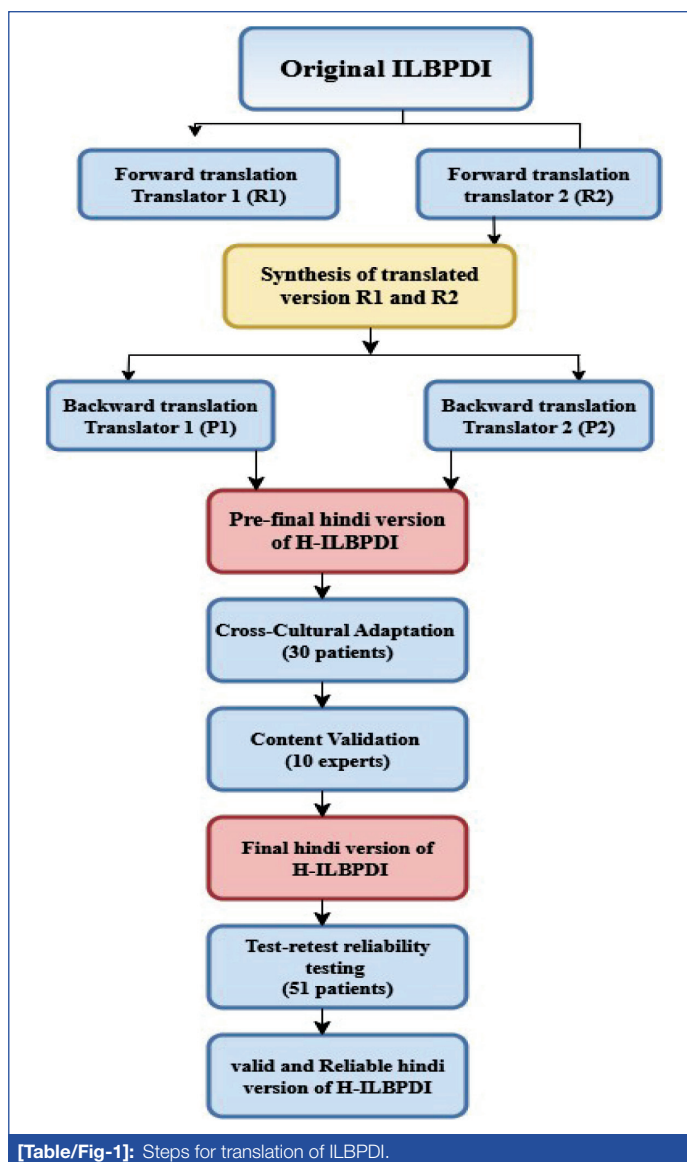 Original ILBPDI
Forward translation
Translator 1 (R1)
Forward translation
translator 2 (R2)
Synthesis of translated
version R1 and R2
Backward translation
Translator 1 (P1)
Backward translation
Translator 2 (P2)
Pre-final hindi version
of H-ILBPDI
Cross-Cultural Adaptation
(30 patients)
Content Validation
(10 experts)
Final hindi version of
H-ILBPDI
Test-retest reliability
testing
(51 patients)
valid and Reliable hindi
version of H-ILBPDI
[Table/Fig-1]: Steps for translation of ILBPDI.